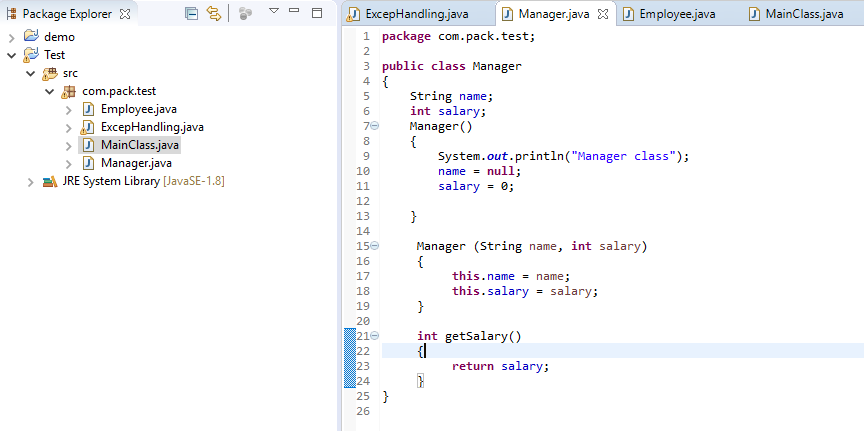 Package Explorer
demo
Test
src
com.pack.test
Employee.java
ExcepHandling.java
MainClass.java
Manager.java
JRE System Library [JavaSE-1.8]
ExcepHandling.java Manager.java Employee.java MainClass.java
1 package com.pack.test;
2
3 public class Manager
4 {
5 String name;
6 int salary;
7 Manager()
8 {
9 System.out.println("Manager class");
10 name = null;
11 salary = 0;
12
13 }
14
15 Manager (String name, int salary)
16 {
17 this.name = name;
18 this.salary = salary;
19 }
20
21 int getSalary()
22 {
23 return salary;
24 }
25 }
26